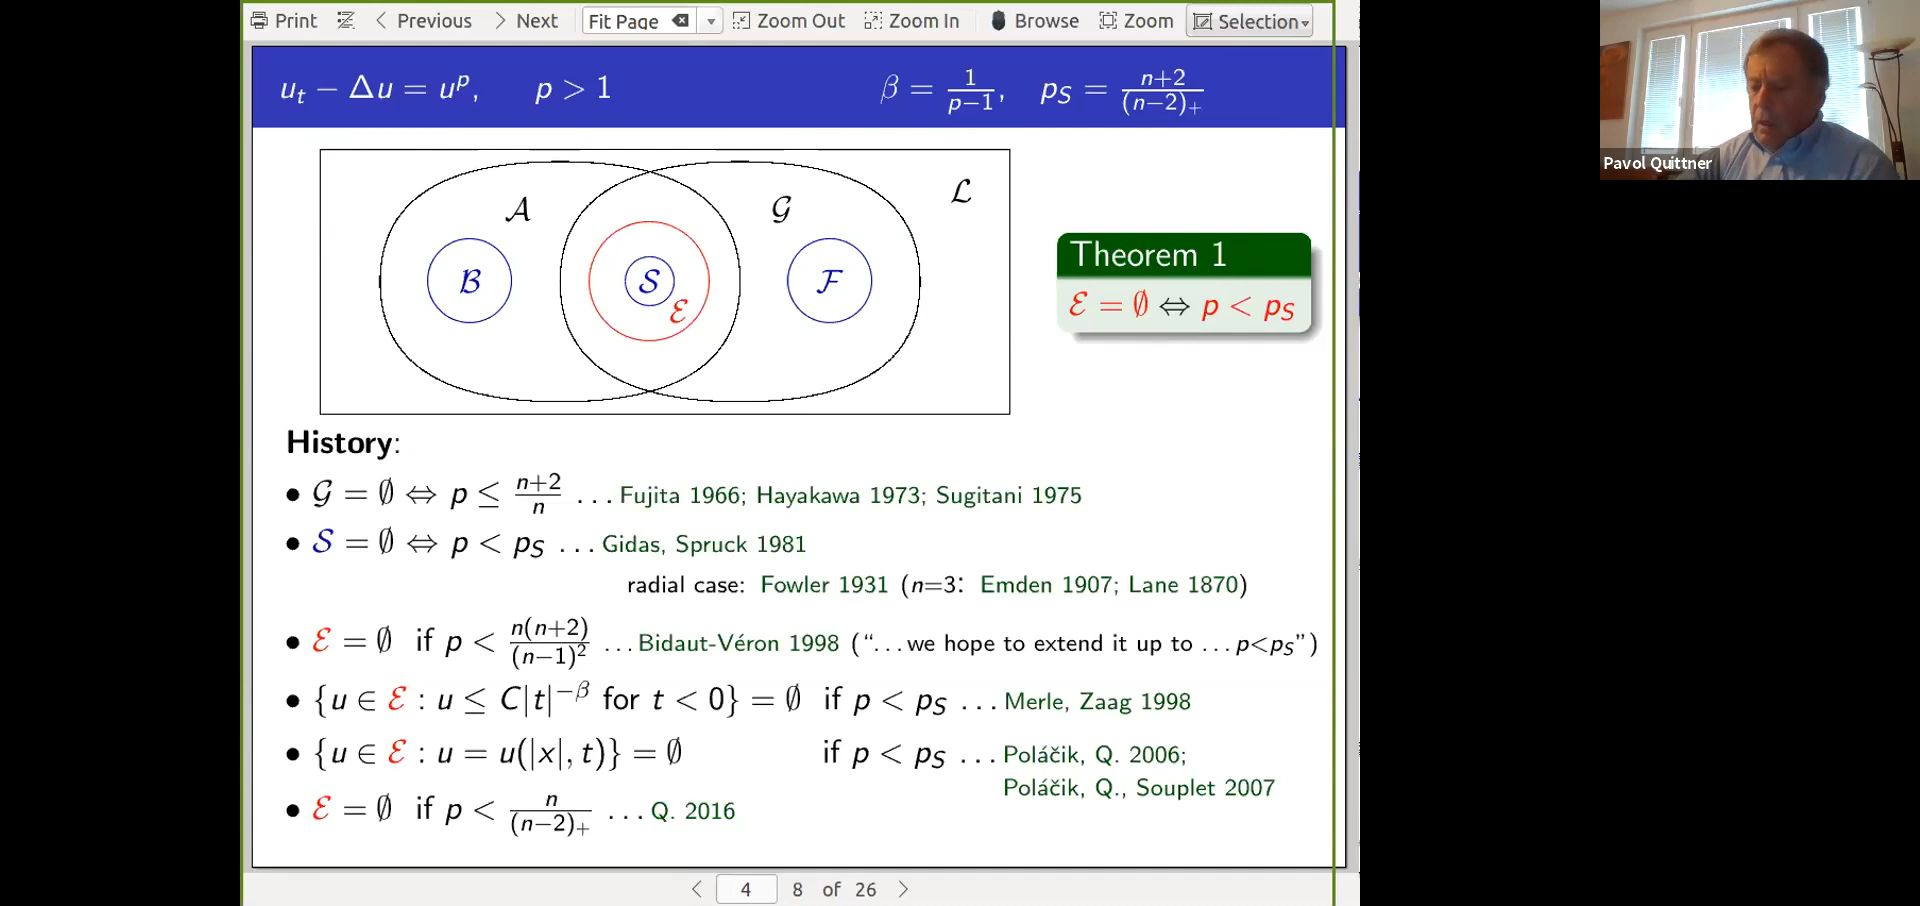 Print Previous Next Fit Page Zoom Out Zoom In Browse Zoom Selection
u_t − Δu = u^p, p > 1 β = 1/(p−1), p_S = (n+2)/(n−2)_+
𝒜 𝒢 ℒ
ℬ 𝒮 ℰ ℱ
Theorem 1
ℰ = ∅ ⇔ p < p_S
Pavol Quittner
History:
• 𝒢 = ∅ ⇔ p ≤ (n+2)/n ... Fujita 1966; Hayakawa 1973; Sugitani 1975
• 𝒮 = ∅ ⇔ p < p_S ... Gidas, Spruck 1981
radial case: Fowler 1931 (n=3: Emden 1907; Lane 1870)
• ℰ = ∅ if p < n(n+2)/(n−1)² ... Bidaut-Véron 1998 (“...we hope to extend it up to ... p<p_S”)
• {u ∈ ℰ : u ≤ C|t|^{−β} for t < 0} = ∅ if p < p_S ... Merle, Zaag 1998
• {u ∈ ℰ : u = u(|x|, t)} = ∅ if p < p_S ... Poláčik, Q. 2006;
Poláčik, Q., Souplet 2007
• ℰ = ∅ if p < n/(n−2)_+ ... Q. 2016
4 8 of 26